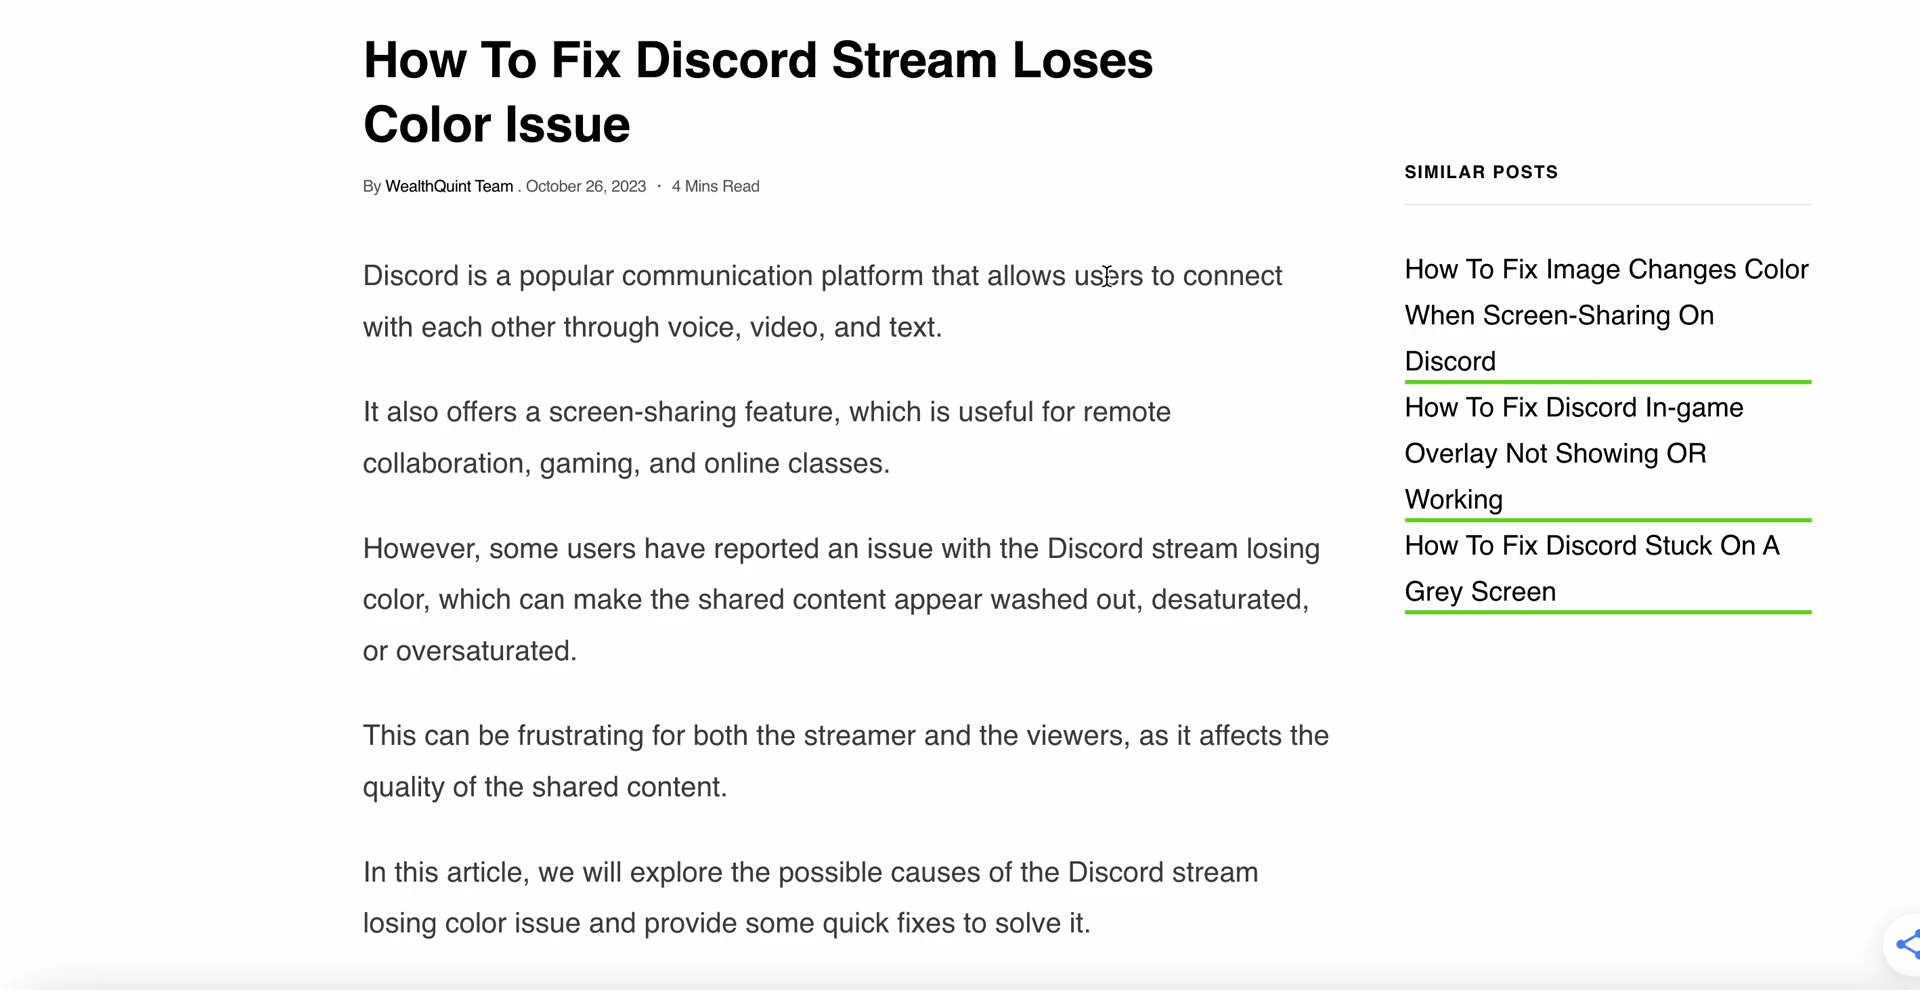 How To Fix Discord Stream Loses
Color Issue
By WealthQuint Team . October 26, 2023 · 4 Mins Read
Discord is a popular communication platform that allows users to connect
with each other through voice, video, and text.
It also offers a screen-sharing feature, which is useful for remote
collaboration, gaming, and online classes.
However, some users have reported an issue with the Discord stream losing
color, which can make the shared content appear washed out, desaturated,
or oversaturated.
This can be frustrating for both the streamer and the viewers, as it affects the
quality of the shared content.
In this article, we will explore the possible causes of the Discord stream
losing color issue and provide some quick fixes to solve it.
SIMILAR POSTS
How To Fix Image Changes Color
When Screen-Sharing On
Discord
How To Fix Discord In-game
Overlay Not Showing OR
Working
How To Fix Discord Stuck On A
Grey Screen